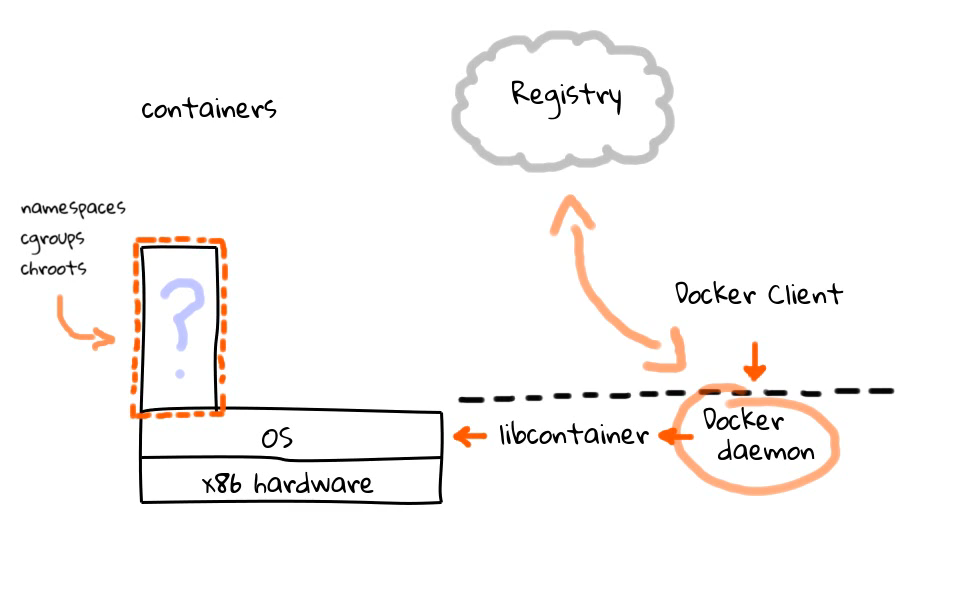 containers
Registry
namespaces
cgroups
chroots
?
Docker Client
Docker
daemon
libcontainer
OS
x86 hardware